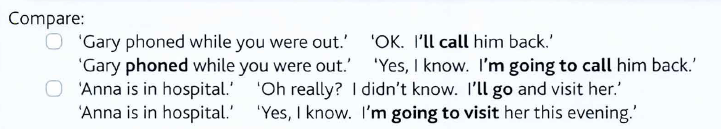 Compare:
'Gary phoned while you were out.' 'OK. I'll call him back.'
'Gary phoned while you were out.' 'Yes, I know. I'm going to call him back.'
'Anna is in hospital.' 'Oh really? I didn't know. I'll go and visit her.'
'Anna is in hospital.' 'Yes, I know. I'm going to visit her this evening.'